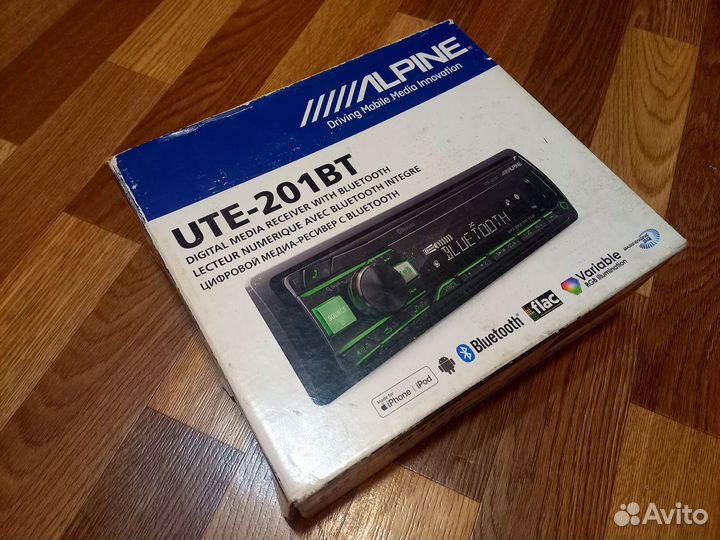 ALPINE
Driving Mobile Media Innovation
UTE-201BT
DIGITAL MEDIA RECEIVER WITH BLUETOOTH
LECTEUR NUMERIQUE AVEC BLUETOOTH INTEGRE
ЦИФРОВОЙ МЕДИА-РЕСИВЕР С BLUETOOTH
ALPINE
BLUETOOTH
SOURCE
Made for
iPhone | iPod
Bluetooth
flac
Variable
RGB Illumination
Avito